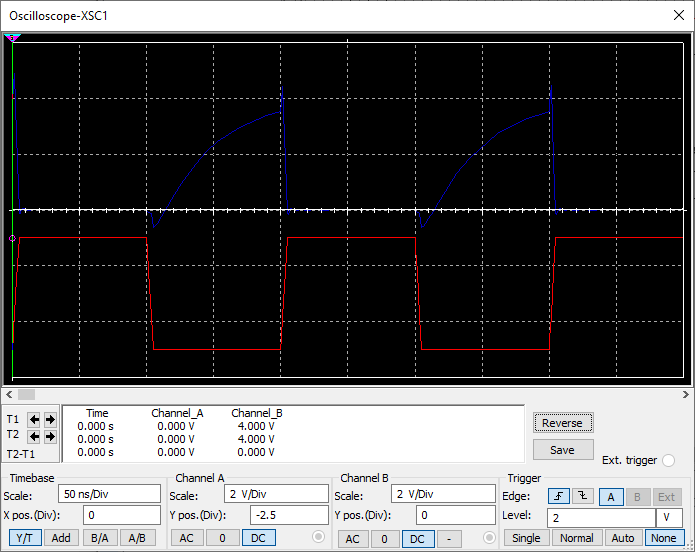 Oscilloscope-XSC1
T1
T2
T2-T1
Time Channel_A Channel_B
0.000 s 0.000 V 4.000 V
0.000 s 0.000 V 4.000 V
0.000 s 0.000 V 0.000 V
Reverse
Save
Ext. trigger
Timebase
Scale: 50 ns/Div
X pos.(Div): 0
Y/T Add B/A A/B
Channel A
Scale: 2 V/Div
Y pos.(Div): -2.5
AC 0 DC
Channel B
Scale: 2 V/Div
Y pos.(Div): 0
AC 0 DC -
Trigger
Edge: A B Ext
Level: 2 V
Single Normal Auto None